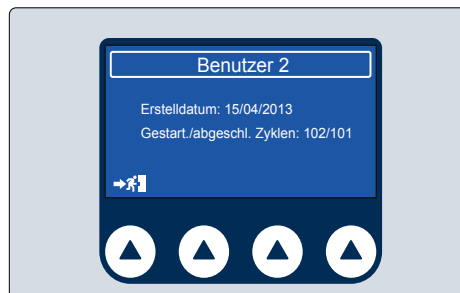 Benutzer 2
Erstelldatum: 15/04/2013
Gestart./abgeschl. Zyklen: 102/101